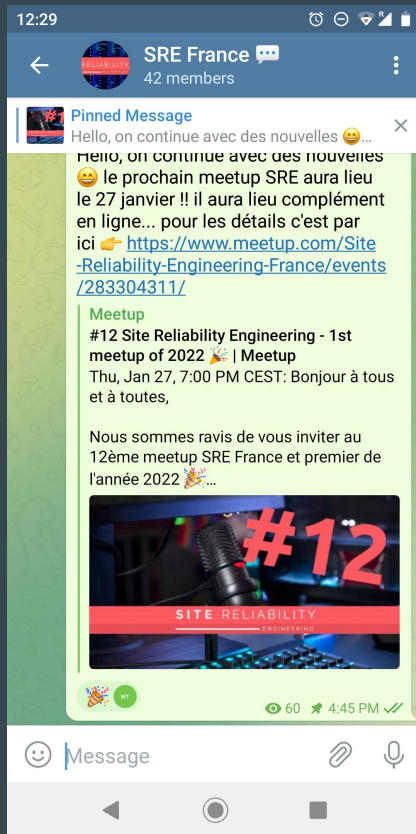 12:29
R
SRE France 💬
42 members
RELIABILITY
Pinned Message
Hello, on continue avec des nouvelles 😄...
Hello, on continue avec des nouvelles
😄 le prochain meetup SRE aura lieu
le 27 janvier !! il aura lieu complément
en ligne... pour les détails c'est par
ici 👉 https://www.meetup.com/Site
-Reliability-Engineering-France/events
/283304311/
Meetup
#12 Site Reliability Engineering - 1st
meetup of 2022 🎉 | Meetup
Thu, Jan 27, 7:00 PM CEST: Bonjour à tous
et à toutes,
Nous sommes ravis de vous inviter au
12ème meetup SRE France et premier de
l'année 2022 🎉...
#12
SITE RELIABILITY
ENGINEERING
🎉 MT
60 4:45 PM
Message